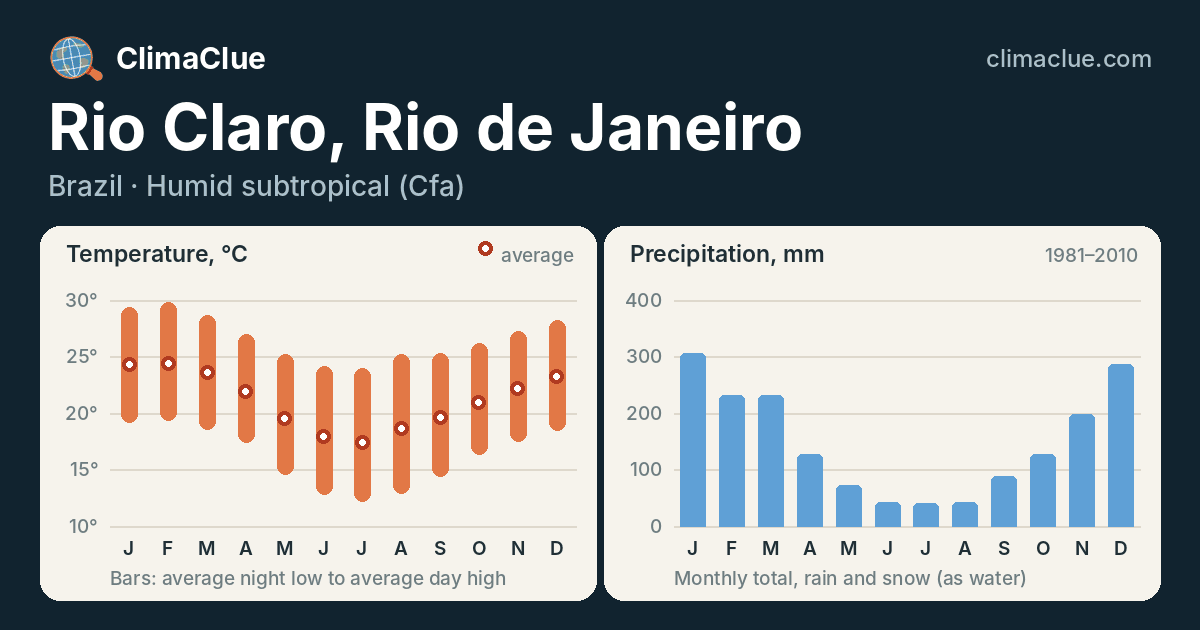 ClimaClue
climaclue.com
Rio Claro, Rio de Janeiro
Brazil · Humid subtropical (Cfa)
Temperature, °C
average
30°
25°
20°
15°
10°
J F M A M J J A S O N D
Bars: average night low to average day high
Precipitation, mm
1981–2010
400
300
200
100
0
J F M A M J J A S O N D
Monthly total, rain and snow (as water)